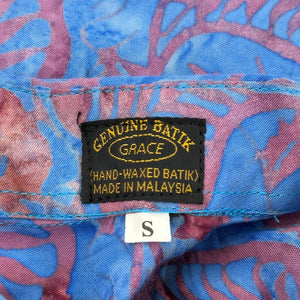 GENUINE BATIK
GRACE
(HAND-WAXED BATIK)
MADE IN MALAYSIA
S